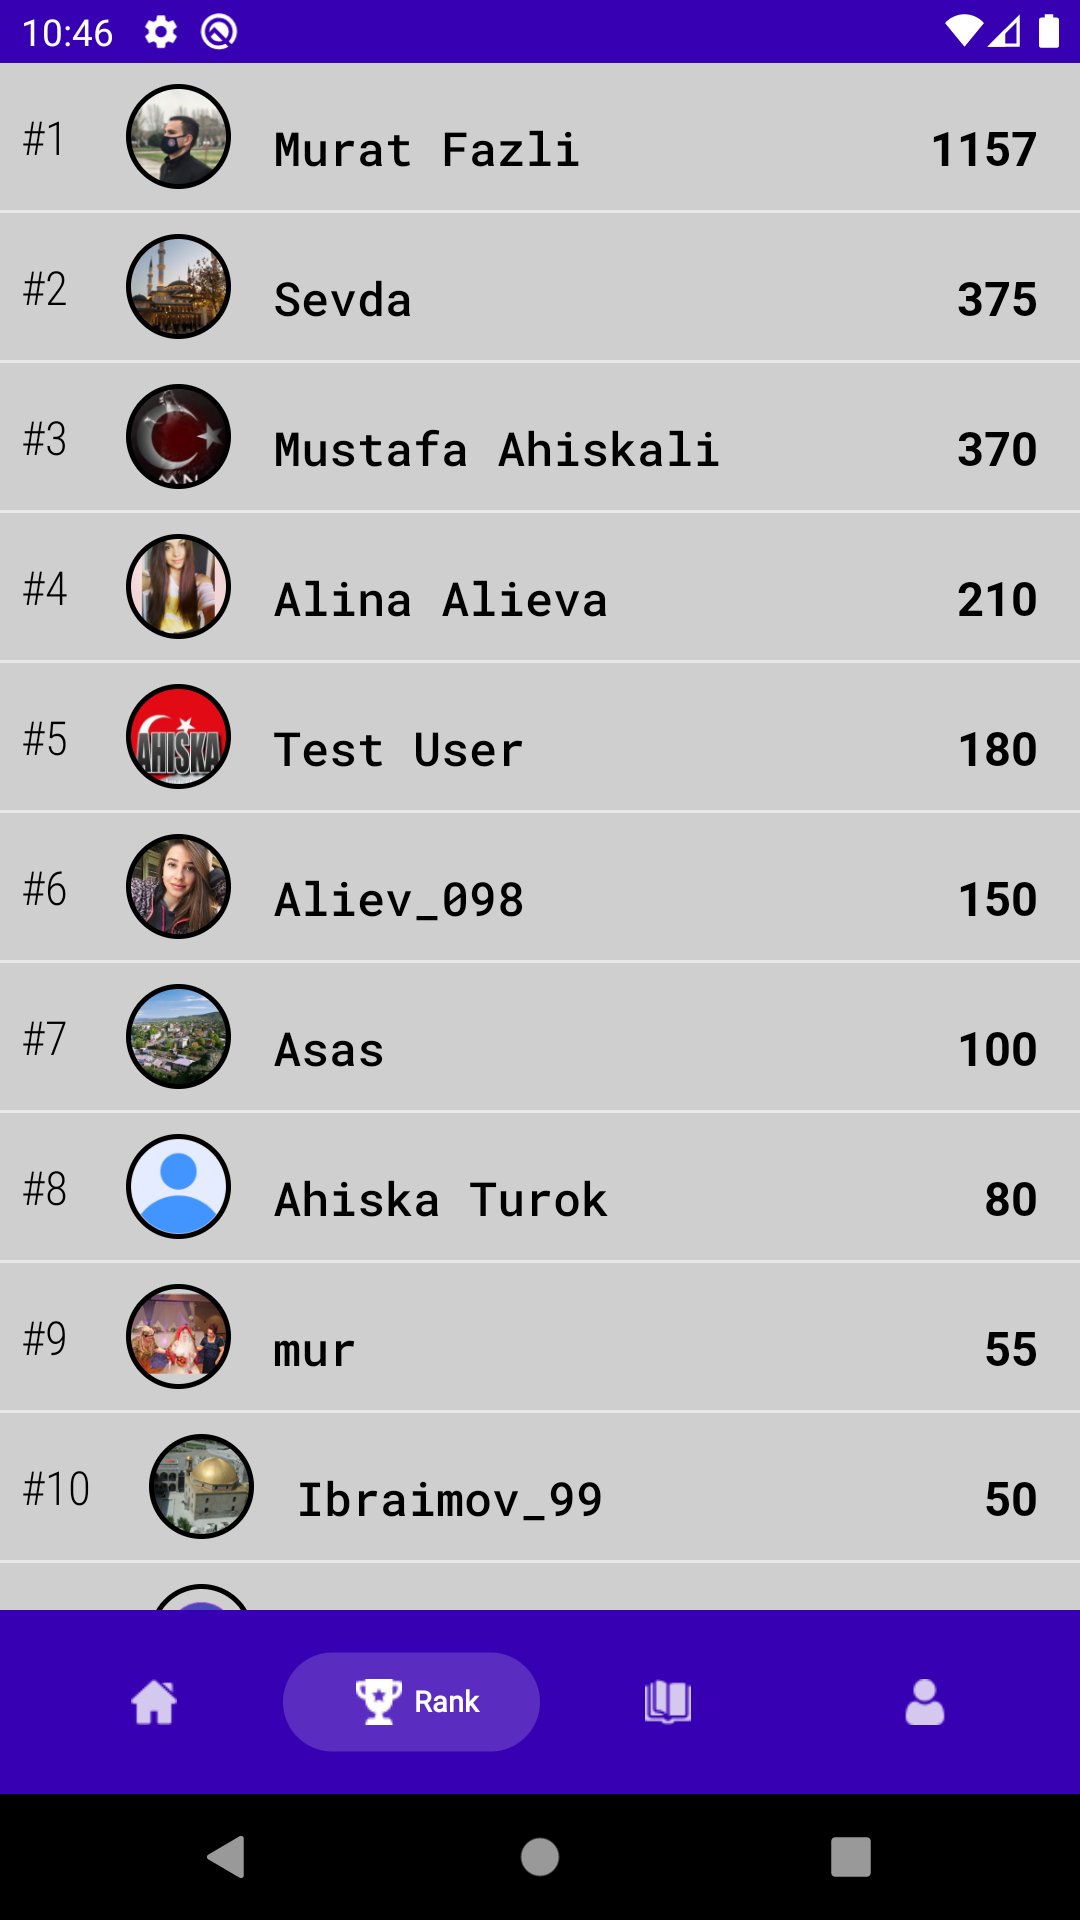 10:46
#1 Murat Fazli 1157
#2 Sevda 375
#3 Mustafa Ahiskali 370
#4 Alina Alieva 210
AHISKA
#5 Test User 180
#6 Aliev_098 150
#7 Asas 100
#8 Ahiska Turok 80
#9 mur 55
#10 Ibraimov_99 50
Rank